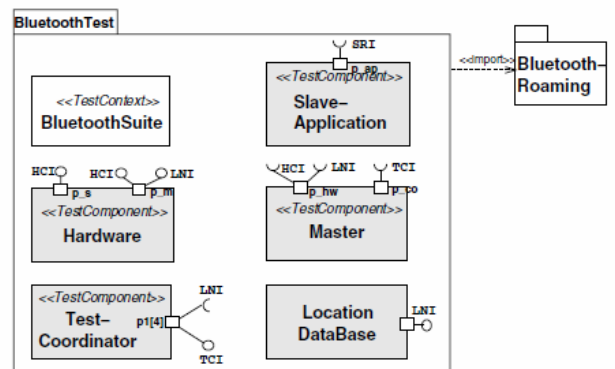 BluetoothTest
SRI
p_ap
<<TestComponent>>
Slave–
Application
<<import>>
Bluetooth–
Roaming
<<TestContext>>
BluetoothSuite
HCI
HCI
LNI
p_s
p_m
<<TestComponent>>
Hardware
HCI
LNI
TCI
p_hw
p_co
<<TestComponent>>
Master
<<TestComponent>>
Test–
Coordinator
p1[4]
LNI
TCI
Location
DataBase
LNI